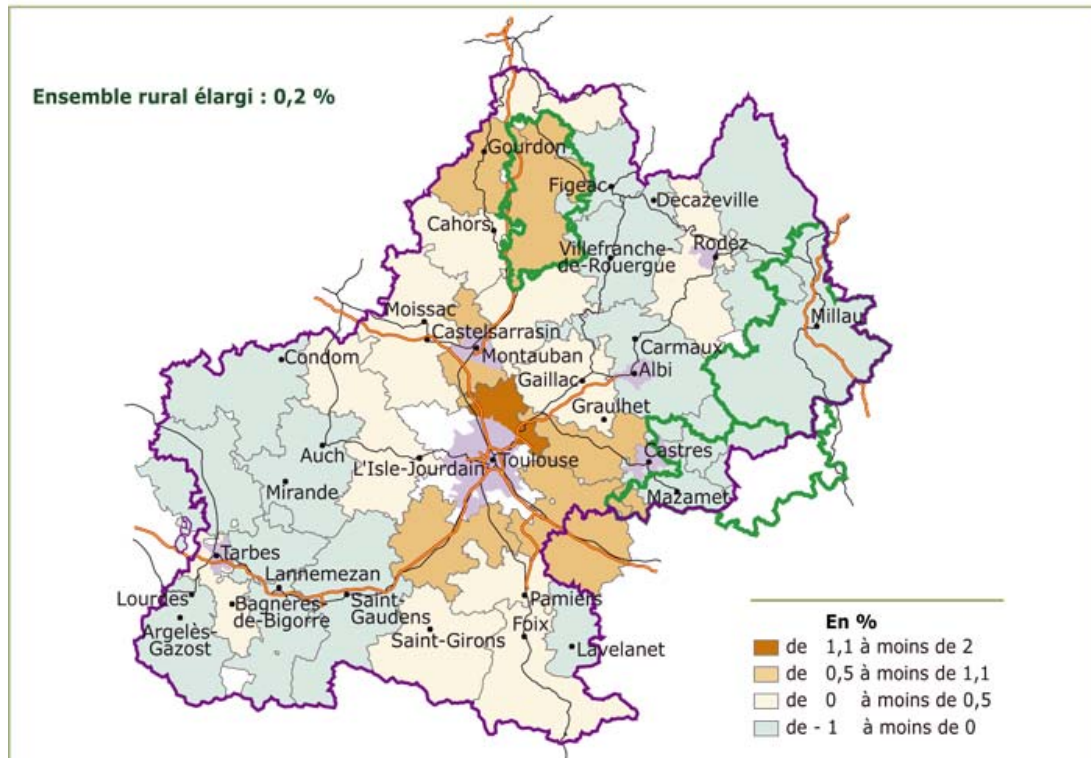 Ensemble rural élargi : 0,2 %
Gourdon
Figeac
Decazeville
Cahors
Rodez
Villefranche-
de-Rouergue
Moissac
Millau
Castelsarrasin
Carmaux
Condom
Montauban
Albi
Gaillac
Graulhet
Auch
Castres
L'Isle-Jourdain
Toulouse
Mirande
Mazamet
Tarbes
Lannemezan
Lourdes
Bagnères-
de-Bigorre
Saint-
Gaudens
Pamiers
Argelès-
Gazost
Saint-Girons
Foix
Lavelanet
En %
de 1,1 à moins de 2
de 0,5 à moins de 1,1
de 0 à moins de 0,5
de - 1 à moins de 0